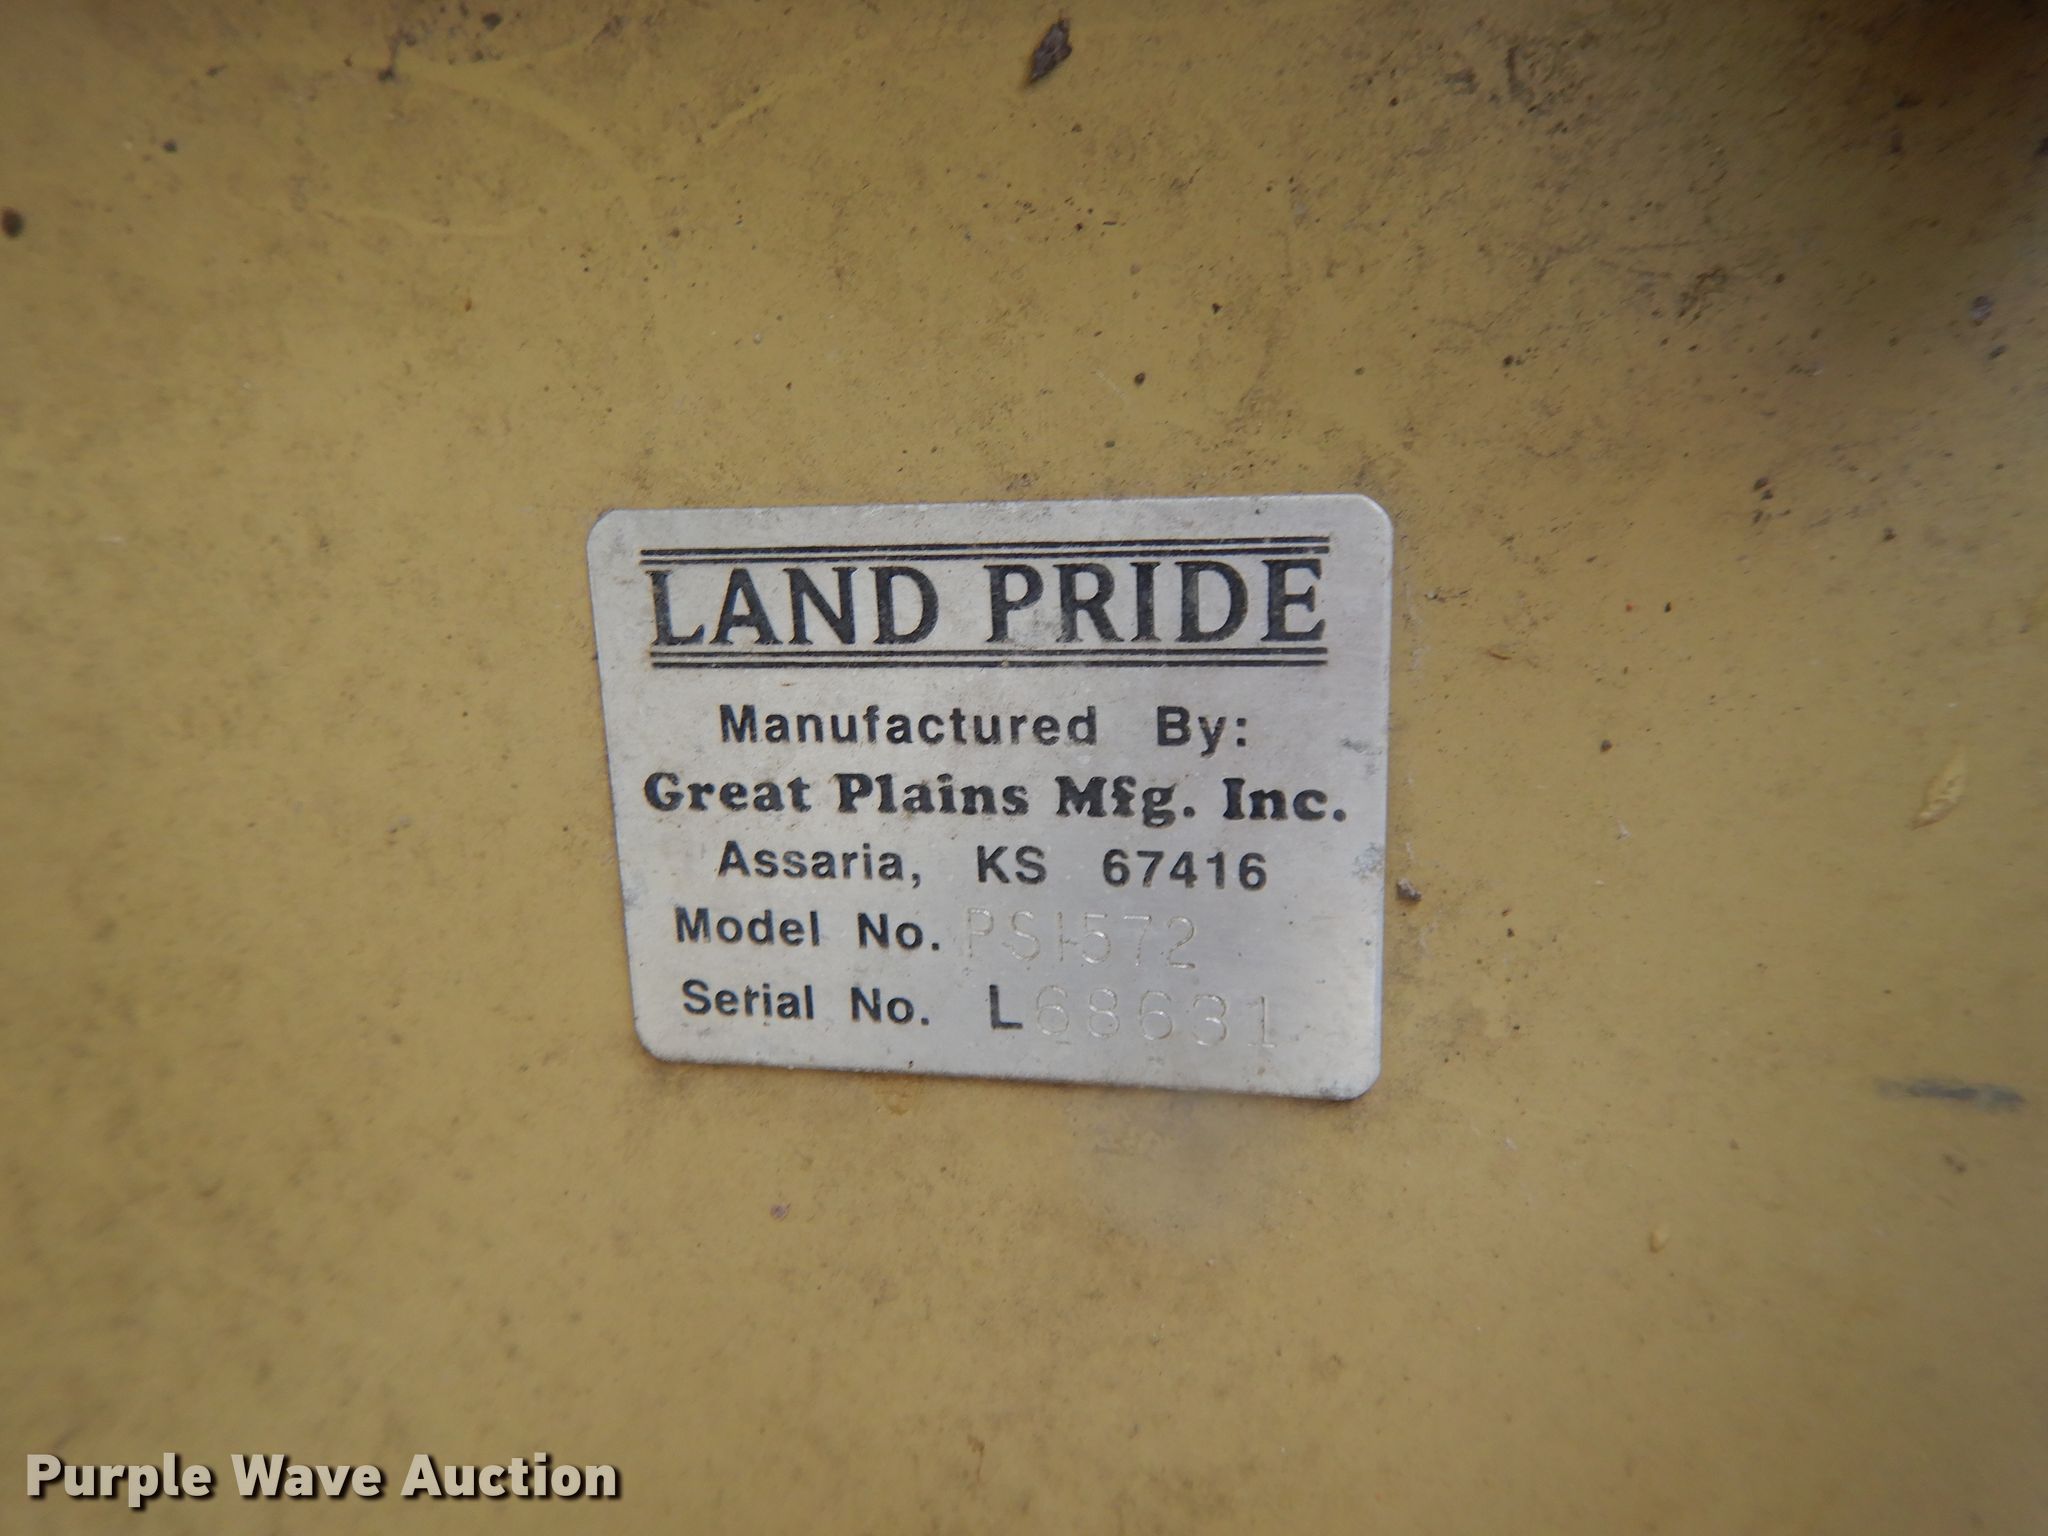 LAND PRIDE
Manufactured By:
Great Plains Mfg. Inc.
Assaria, KS 67416
Model No. PS1572
Serial No. L68631
Purple Wave Auction